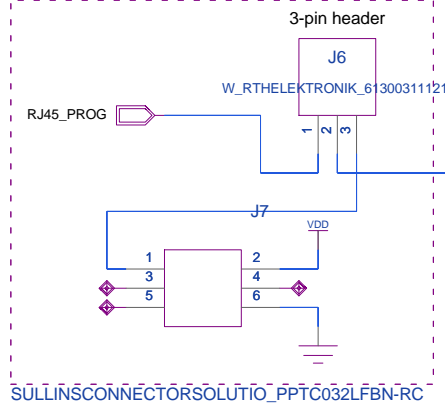 3-pin header
J6
W_RTHELEKTRONIK_61300311121
RJ45_PROG
1
2
3
J7
VDD
1 2
3 4
5 6
SULLINSCONNECTORSOLUTIO_PPTC032LFBN-RC